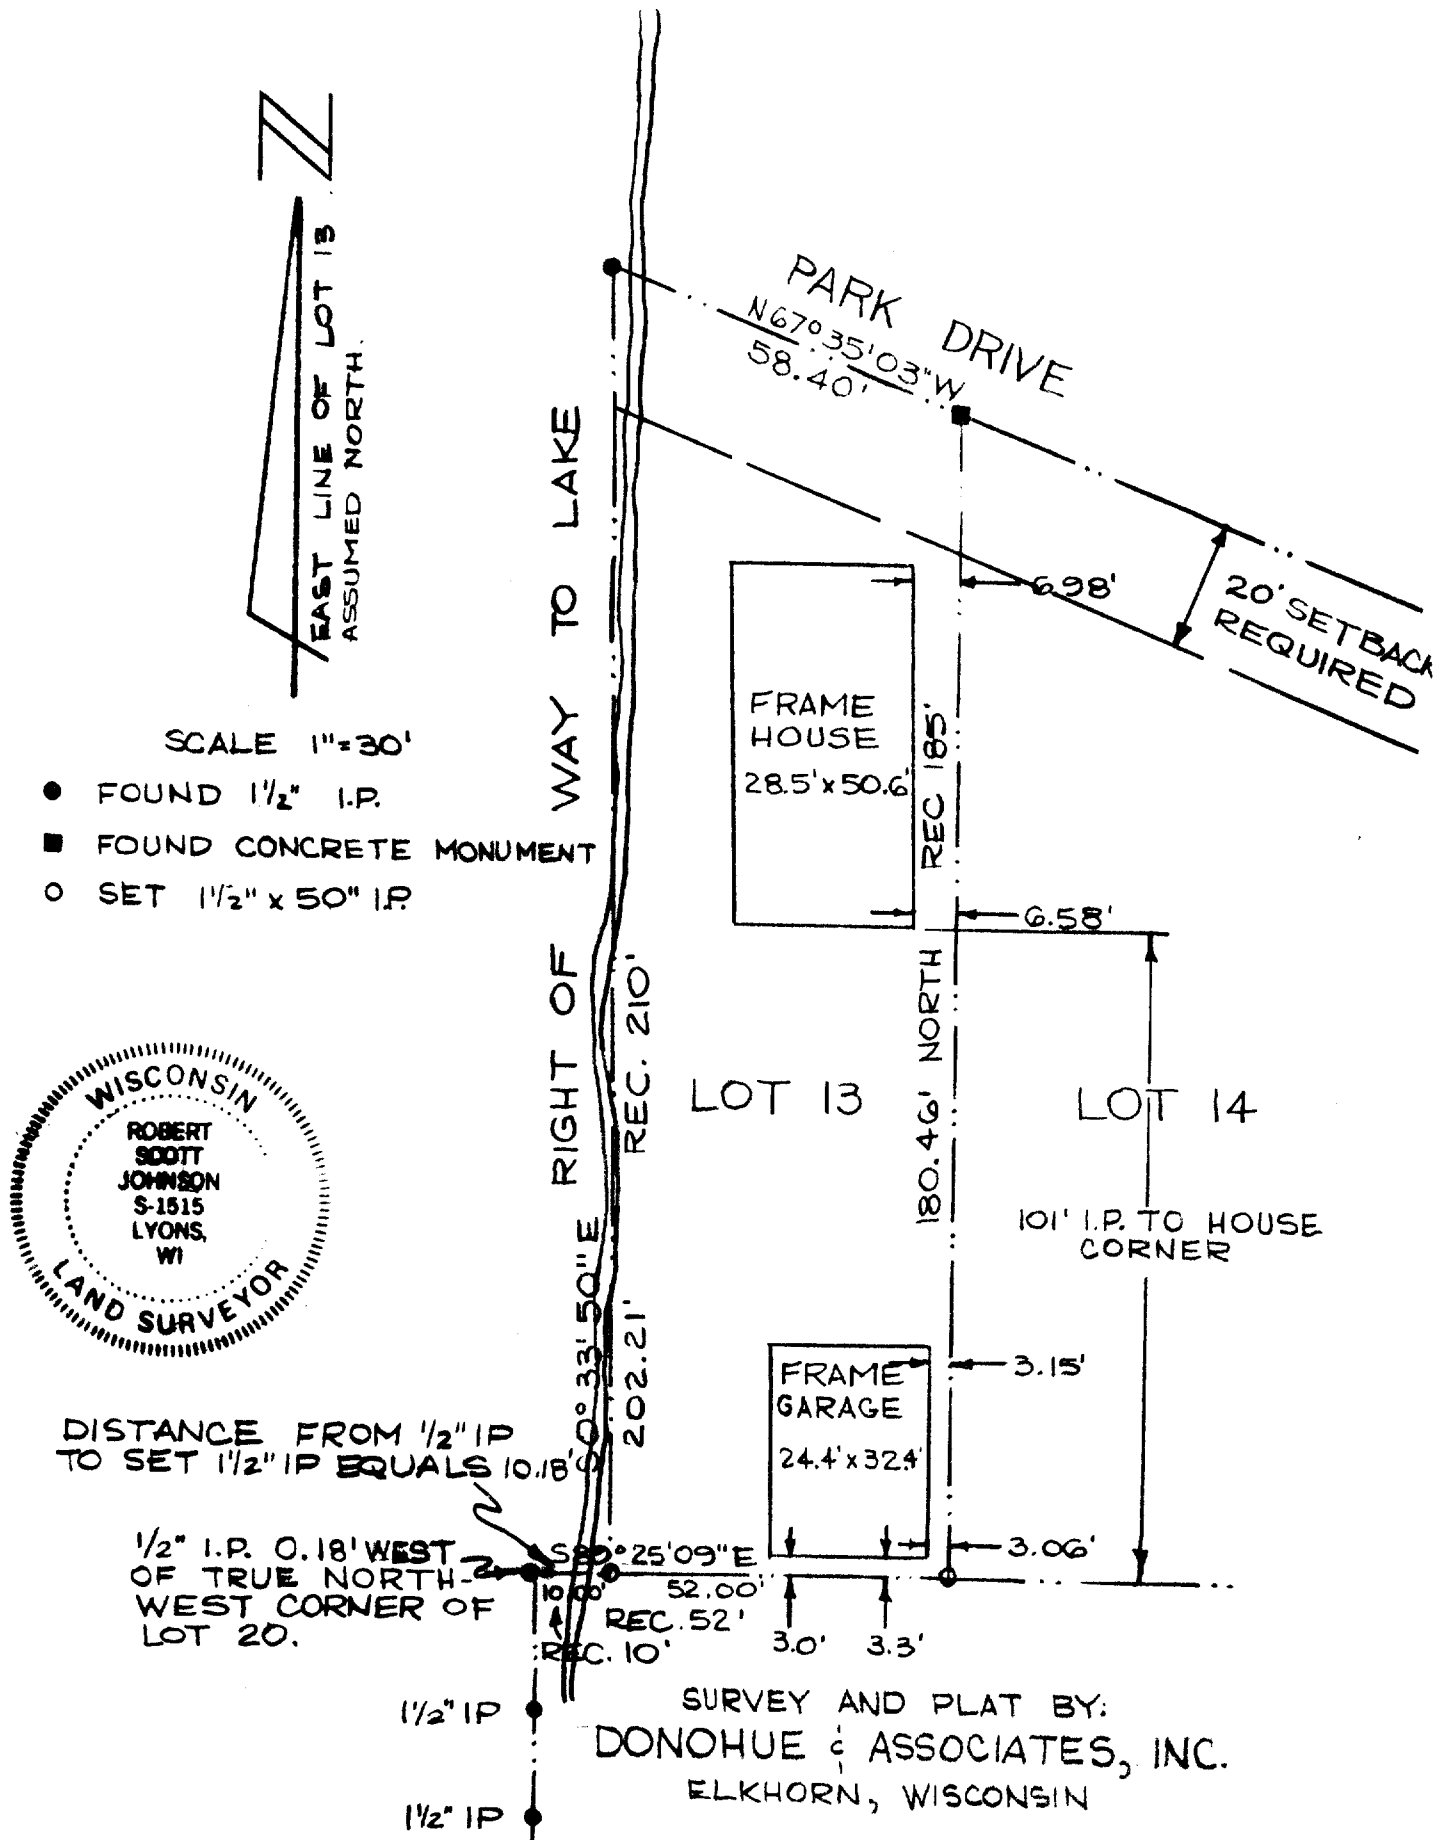 N
EAST LINE OF LOT 13
ASSUMED NORTH.
SCALE 1"=30'
FOUND 1½" I.P.
FOUND CONCRETE MONUMENT
SET 1½" x 50" I.P.
PARK DRIVE
N67°35'03"W
58.40'
20' SETBACK
REQUIRED
6.98'
FRAME
HOUSE
28.5' x 50.6'
REC 185'
6.58'
RIGHT OF WAY TO LAKE
REC. 210'
180.46' NORTH
LOT 13
LOT 14
101' I.P. TO HOUSE
CORNER
WISCONSIN
ROBERT
SCOTT
JOHNSON
S-1515
LYONS,
WI
LAND SURVEYOR
S0°33'50"E
202.21'
FRAME
GARAGE
24.4' x 32.4'
3.15'
3.06'
DISTANCE FROM ½" IP
TO SET 1½" IP EQUALS 10.18'
½" I.P. 0.18' WEST
OF TRUE NORTH-
WEST CORNER OF
LOT 20.
S89°25'09"E
10.00'
52.00'
REC. 52'
REC. 10'
3.0'
3.3'
1½" IP
1½" IP
SURVEY AND PLAT BY:
DONOHUE & ASSOCIATES, INC.
ELKHORN, WISCONSIN